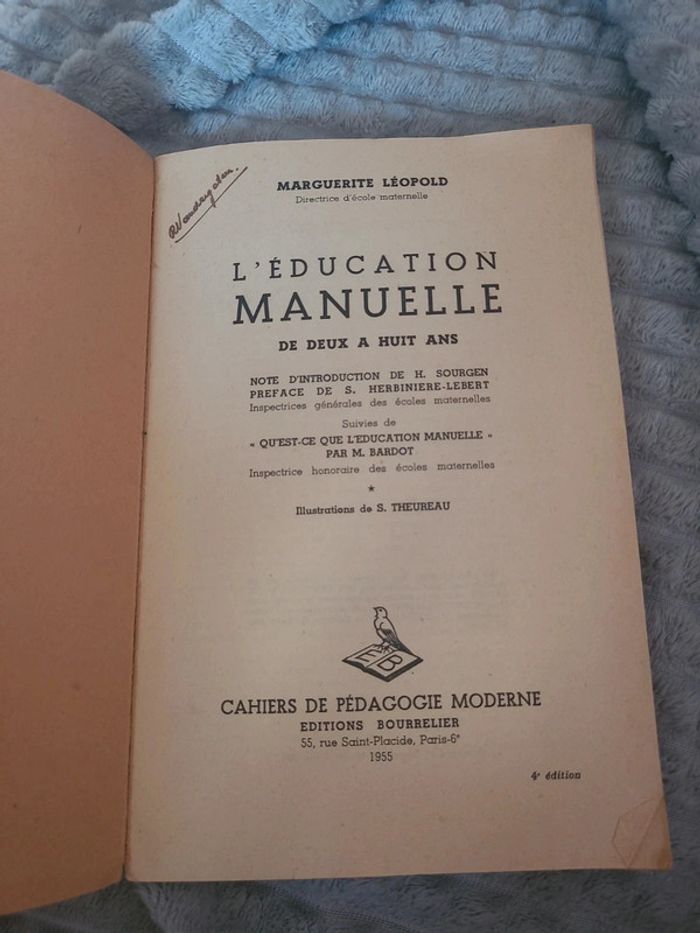 MARGUERITE LÉOPOLD
Directrice d'école maternelle
L'ÉDUCATION
MANUELLE
DE DEUX A HUIT ANS
NOTE D'INTRODUCTION DE H. SOURGEN
PREFACE DE S. HERBINIERE-LEBERT
Inspectrices générales des écoles maternelles
Suivies de
« QU'EST-CE QUE L'EDUCATION MANUELLE »
PAR M. BARDOT
Inspectrice honoraire des écoles maternelles
★
Illustrations de S. THEUREAU
E B
CAHIERS DE PÉDAGOGIE MODERNE
EDITIONS BOURRELIER
55, rue Saint-Placide, Paris-6e
1955
4e édition